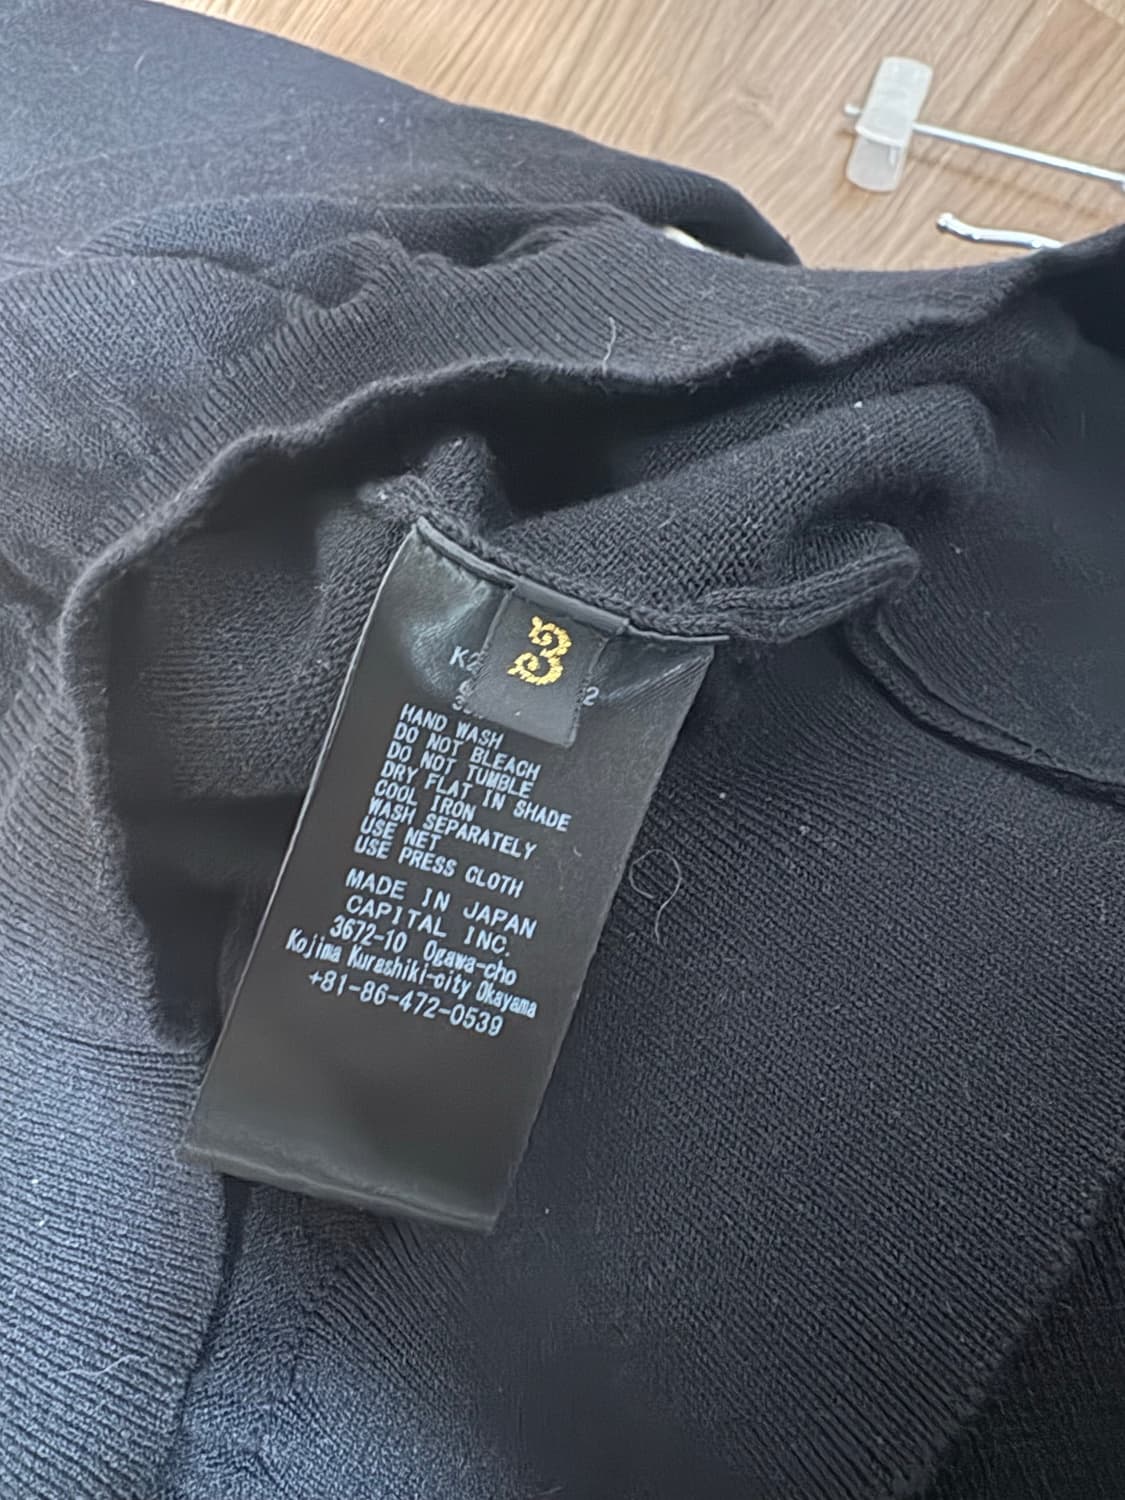 3
HAND WASH
DO NOT BLEACH
DO NOT TUMBLE
DRY FLAT IN SHADE
COOL IRON
WASH SEPARATELY
USE NET
USE PRESS CLOTH
MADE IN JAPAN
CAPITAL INC.
3672-10 Ogawa-cho
Kojima Kurashiki-city Okayama
+81-86-472-0539